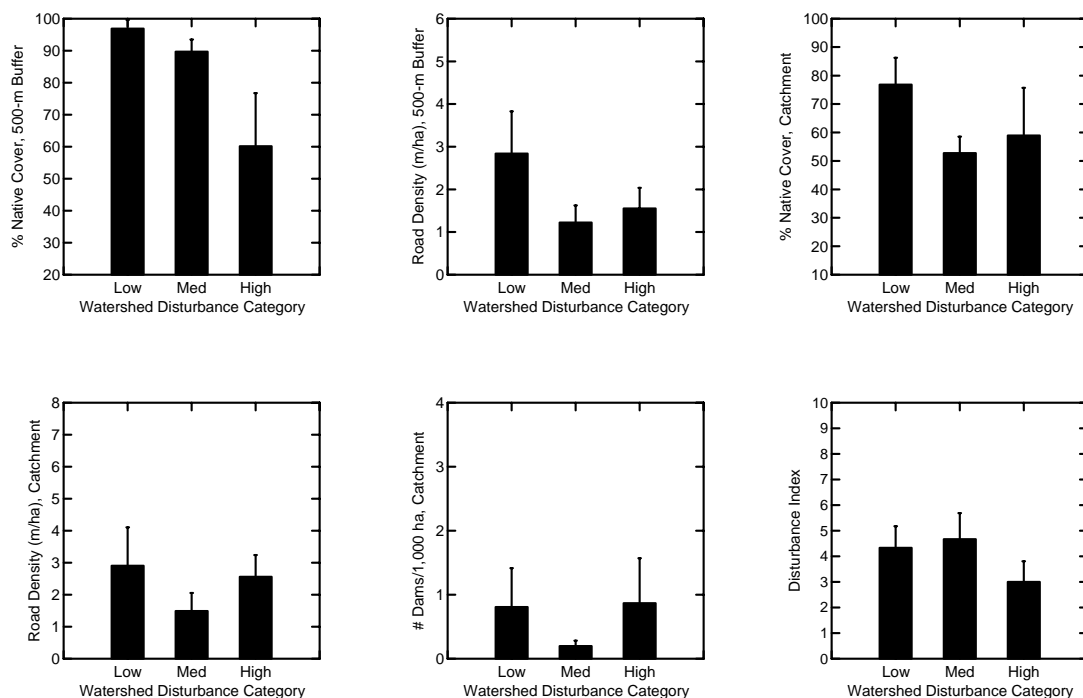 % Native Cover, 500-m Buffer
100
90
80
70
60
50
40
30
20
Low Med High
Watershed Disturbance Category
Road Density (m/ha), 500-m Buffer
6
5
4
3
2
1
0
Low Med High
Watershed Disturbance Category
% Native Cover, Catchment
100
90
80
70
60
50
40
30
20
10
Low Med High
Watershed Disturbance Category
Road Density (m/ha), Catchment
8
7
6
5
4
3
2
1
0
Low Med High
Watershed Disturbance Category
# Dams/1,000 ha, Catchment
4
3
2
1
0
Low Med High
Watershed Disturbance Category
Disturbance Index
10
9
8
7
6
5
4
3
2
1
0
Low Med High
Watershed Disturbance Category